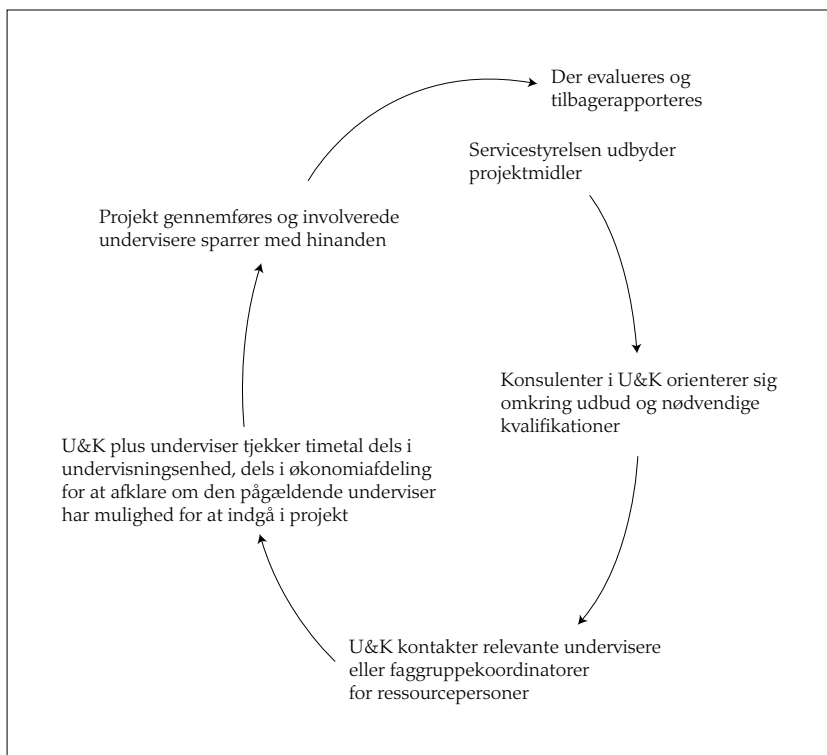 Der evalueres og
tilbagerapporteres
Servicestyrelsen udbyder
projektmidler
Projekt gennemføres og involverede
undervisere sparrer med hinanden
Konsulenter i U&K orienterer sig
omkring udbud og nødvendige
kvalifikationer
U&K plus underviser tjekker timetal dels i
undervisningsenhed, dels i økonomiafdeling
for at afklare om den pågældende underviser
har mulighed for at indgå i projekt
U&K kontakter relevante undervisere
eller faggruppekoordinatorer
for ressourcepersoner